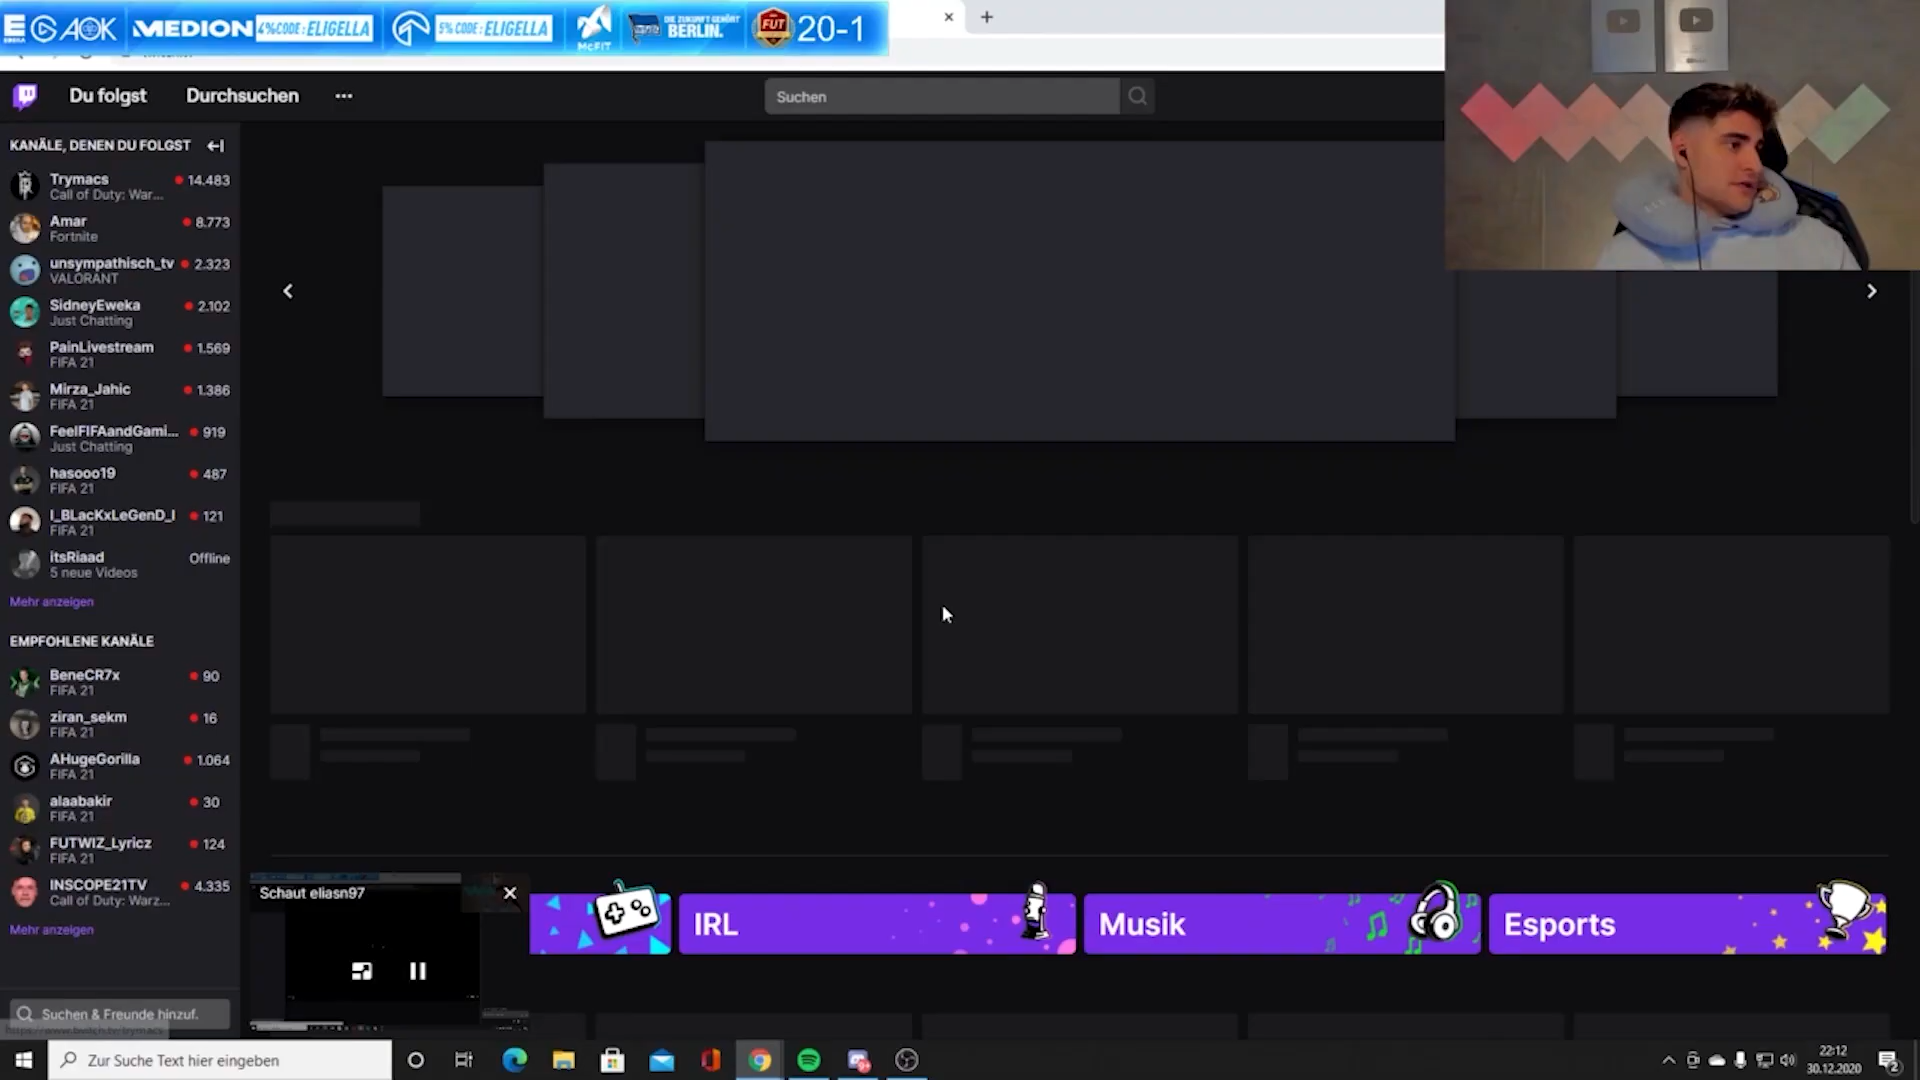 AOK
MEDION
4% CODE: ELIGELLA
5% CODE: ELIGELLA
McFIT
DIE ZUKUNFT GEHÖRT
BERLIN.
FUT
20-1
Du folgst
Durchsuchen
Suchen
KANÄLE, DENEN DU FOLGST
Trymacs
14.483
Call of Duty: War...
Amar
8.773
Fortnite
unsympathisch_tv
2.323
VALORANT
SidneyEweka
2.102
Just Chatting
PainLivestream
1.569
FIFA 21
Mirza_Jahic
1.386
FIFA 21
FeelFIFAandGami...
919
Just Chatting
hasooo19
487
FIFA 21
I_BLacKxLeGenD_I
121
FIFA 21
itsRiaad
Offline
5 neue Videos
Mehr anzeigen
EMPFOHLENE KANÄLE
BeneCR7x
90
FIFA 21
ziran_sekm
16
FIFA 21
AHugeGorilla
1.064
FIFA 21
alaabakir
30
FIFA 21
FUTWIZ_Lyricz
124
FIFA 21
INSCOPE21TV
4.335
Call of Duty: Warz...
Mehr anzeigen
Schaut eliasn97
IRL
Musik
Esports
Suchen & Freunde hinzuf.
https://www.twitch.tv/trymacs
Zur Suche Text hier eingeben
22:12
30.12.2020
2